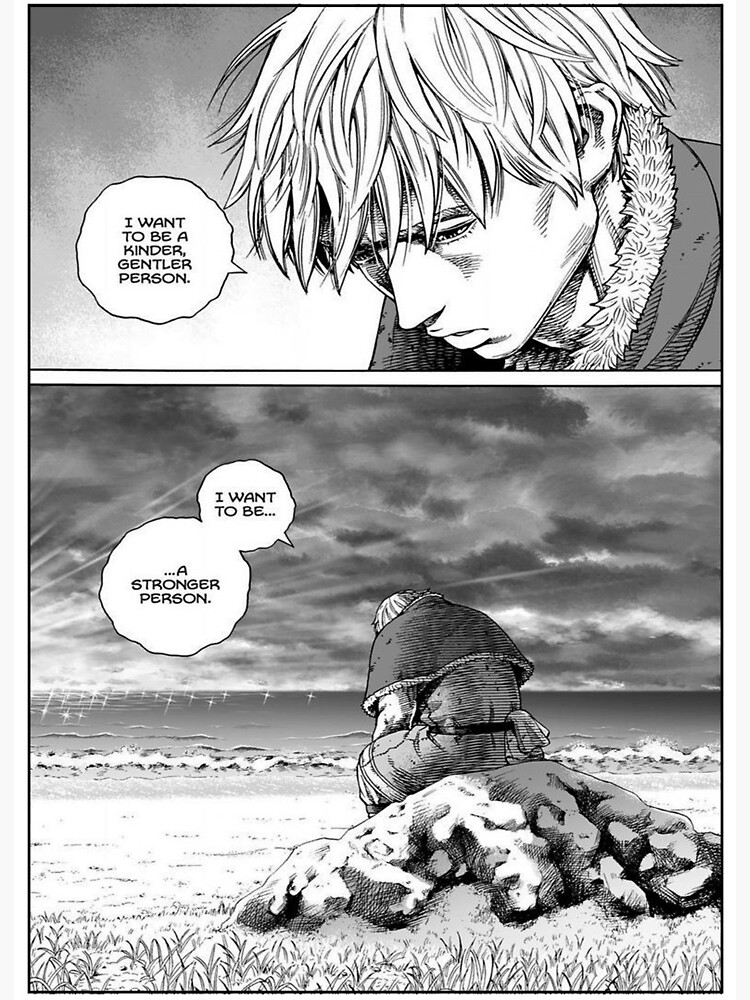 I WANT
TO BE A
KINDER,
GENTLER
PERSON.
I WANT
TO BE...
...A
STRONGER
PERSON.